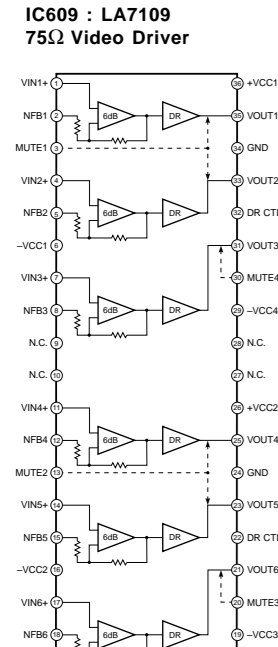 IC609 : LA7109
75Ω Video Driver
VIN1+ 1 36 +VCC1
NFB1 2 6dB DR 35 VOUT1
MUTE1 3 34 GND
VIN2+ 4 33 VOUT2
NFB2 5 6dB DR 32 DR CTL
–VCC1 6 31 VOUT3
VIN3+ 7 30 MUTE4
NFB3 8 6dB DR 29 –VCC4
N.C. 9 28 N.C.
N.C. 10 27 N.C.
VIN4+ 11 26 +VCC2
NFB4 12 6dB DR 25 VOUT4
MUTE2 13 24 GND
VIN5+ 14 23 VOUT5
NFB5 15 6dB DR 22 DR CTL
–VCC2 16 21 VOUT6
VIN6+ 17 20 MUTE3
NFB6 18 6dB DR 19 –VCC3